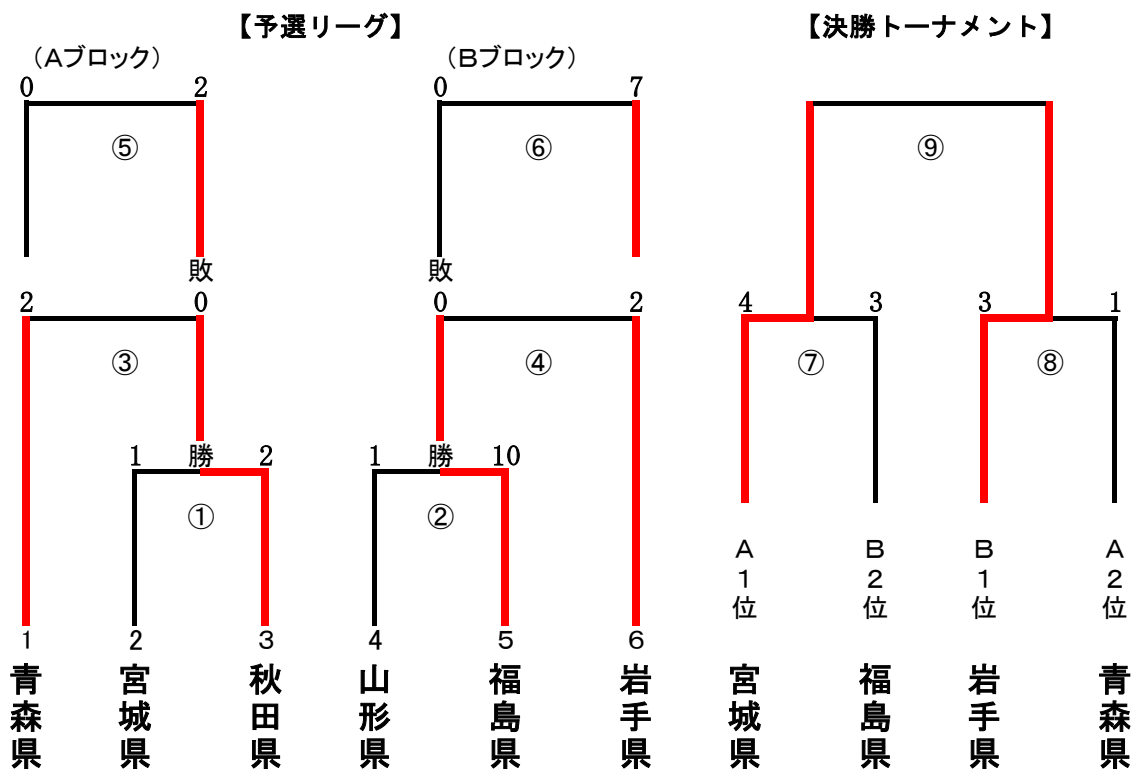 【予選リーグ】
【決勝トーナメント】
(Aブロック)
(Bブロック)
0 2
0 7
⑤
⑥
⑨
敗
敗
2 0
0 2
4 3
3 1
③
④
⑦
⑧
1 勝 2
1 勝 10
①
②
A1位
B2位
B1位
A2位
1
2
3
4
5
6
青森県
宮城県
秋田県
山形県
福島県
岩手県
宮城県
福島県
岩手県
青森県